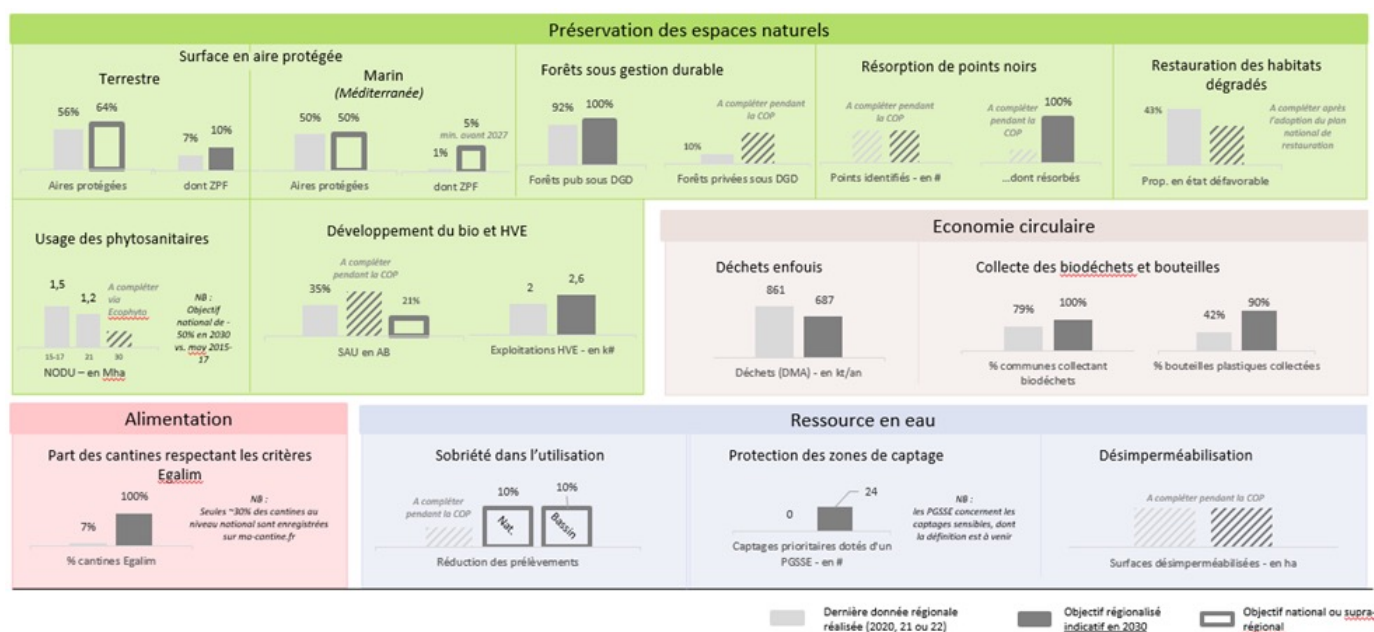 Préservation des espaces naturels
Surface en aire protégée
Terrestre
56%
64%
Aires protégées
7%
10%
dont ZPF
Marin
(Méditerranée)
50%
50%
Aires protégées
5%
min. avant 2027
1%
dont ZPF
Forêts sous gestion durable
92%
100%
Forêts pub sous DGD
A compléter pendant
la COP
10%
Forêts privées sous DGD
Résorption de points noirs
A compléter pendant
la COP
Points identifiés - en #
A compléter
pendant la
COP
100%
...dont résorbés
Restauration des habitats
dégradés
43%
A compléter après
l'adoption du plan
national de
restauration
Prop. en état défavorable
Usage des phytosanitaires
1,5
1,2
A compléter
via
Ecophyto
15-17
21
30
NODU – en Mha
NB :
Objectif
national de -
50% en 2030
vs. moy 2015-
17
Développement du bio et HVE
A compléter
pendant la COP
35%
21%
SAU en AB
2
2,6
Exploitations HVE - en k#
Economie circulaire
Déchets enfouis
861
687
Déchets (DMA) - en kt/an
Collecte des biodéchets et bouteilles
79%
100%
% communes collectant
biodéchets
42%
90%
% bouteilles plastiques collectées
Alimentation
Part des cantines respectant les critères
Egalim
7%
100%
% cantines Egalim
NB :
Seules ~30% des cantines au
niveau national sont enregistrées
sur ma-cantine.fr
Ressource en eau
Sobriété dans l'utilisation
A compléter
pendant la COP
10%
Nat.
10%
Bassin
Réduction des prélèvements
Protection des zones de captage
0
24
Captages prioritaires dotés d'un
PGSSE - en #
NB :
les PGSSE concernent les
captages sensibles, dont
la définition est à venir
Désimperméabilisation
A compléter pendant la COP
Surfaces désimperméabilisées - en ha
Dernière donnée régionale
réalisée (2020, 21 ou 22)
Objectif régionalisé
indicatif en 2030
Objectif national ou supra-
régional